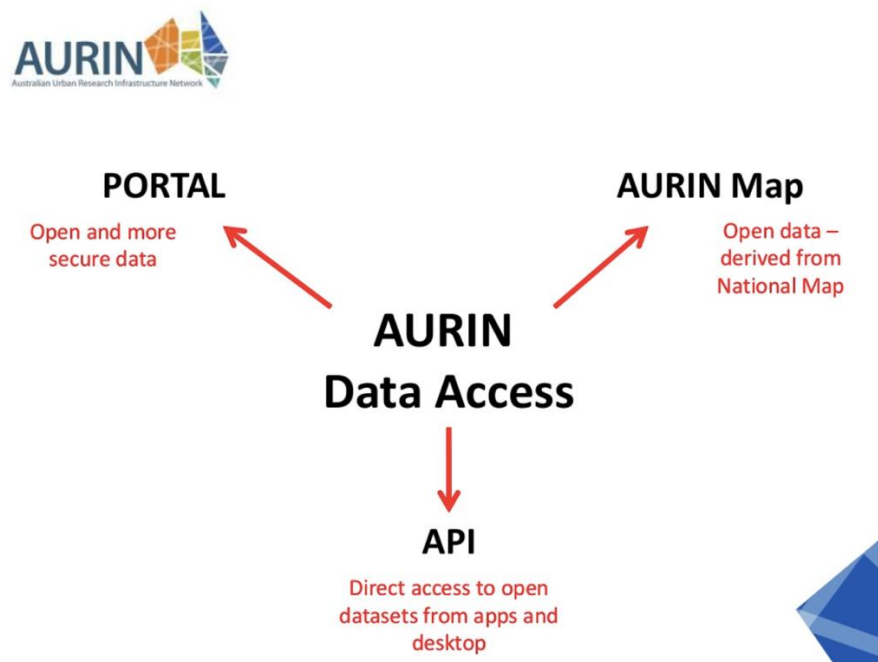 AURIN
Australian Urban Research Infrastructure Network
PORTAL
Open and more
secure data
AURIN Map
Open data –
derived from
National Map
AURIN
Data Access
API
Direct access to open
datasets from apps and
desktop